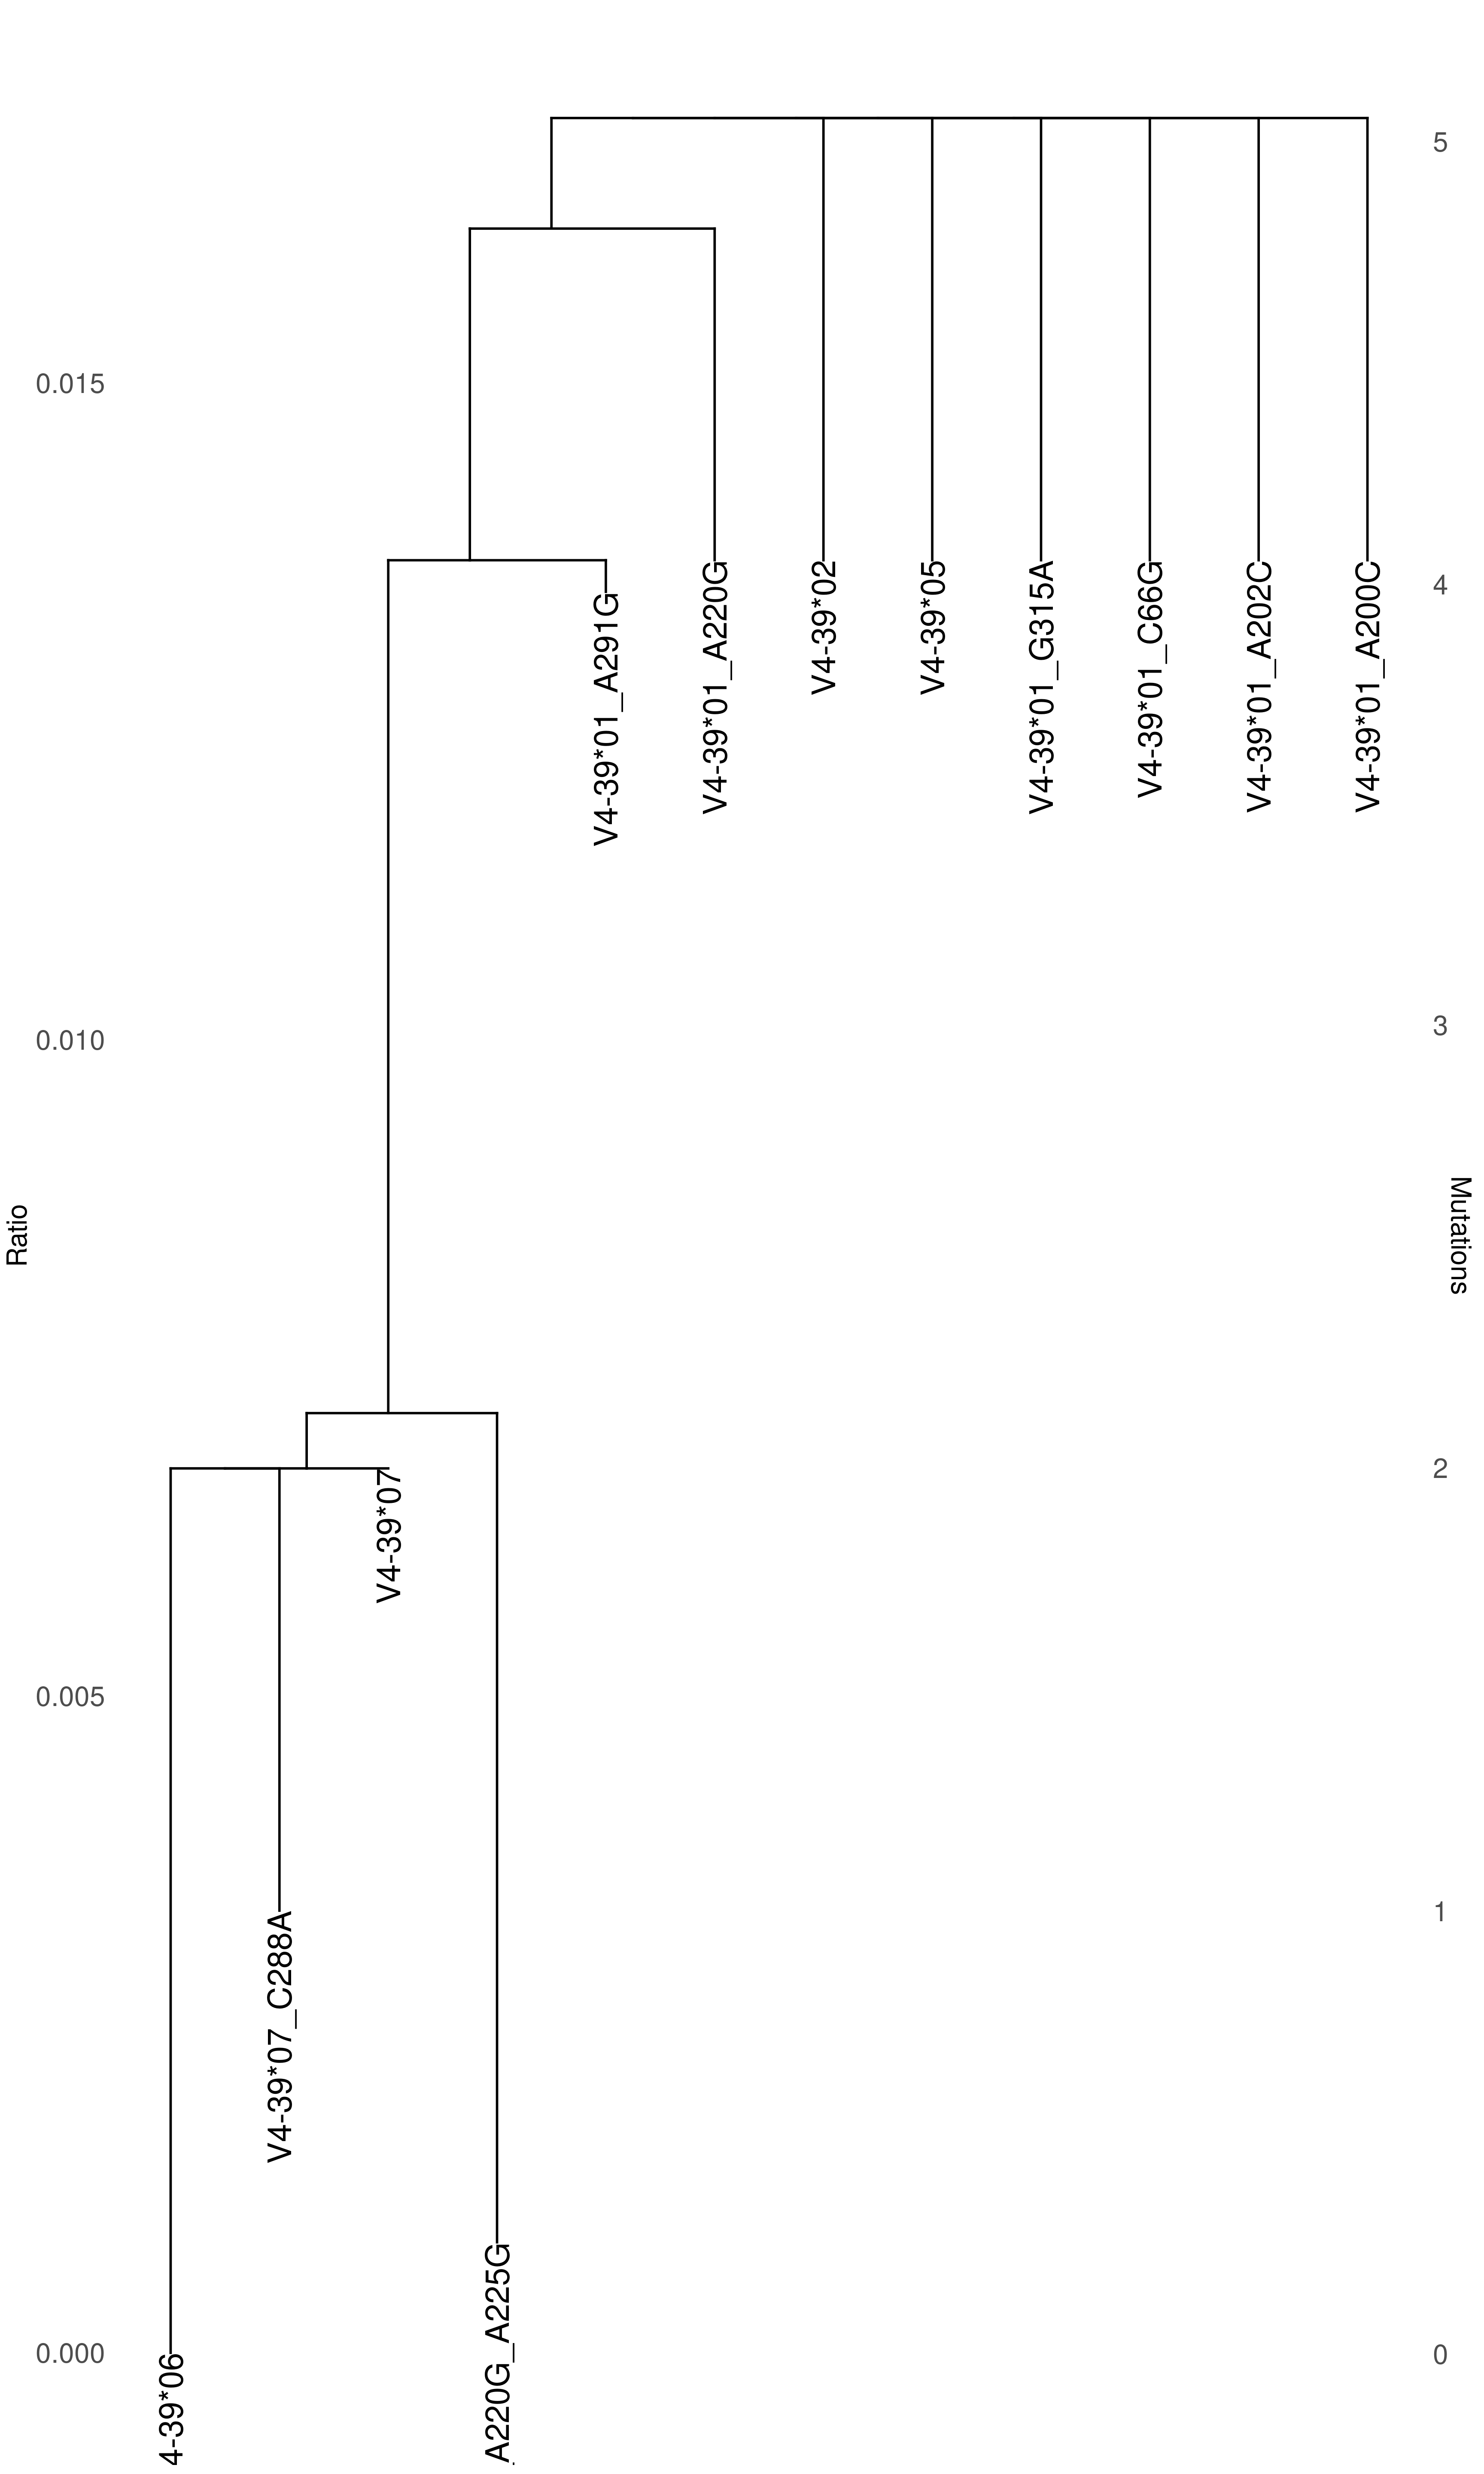 5
0.015
4
V4-39*01_A291G
V4-39*01_A220G
V4-39*02
V4-39*05
V4-39*01_G315A
V4-39*01_C66G
V4-39*01_A202C
V4-39*01_A200C
0.010
3
Ratio
Mutations
2
V4-39*07
0.005
1
V4-39*07_C288A
A220G_A225G
0.000
0
4-39*06